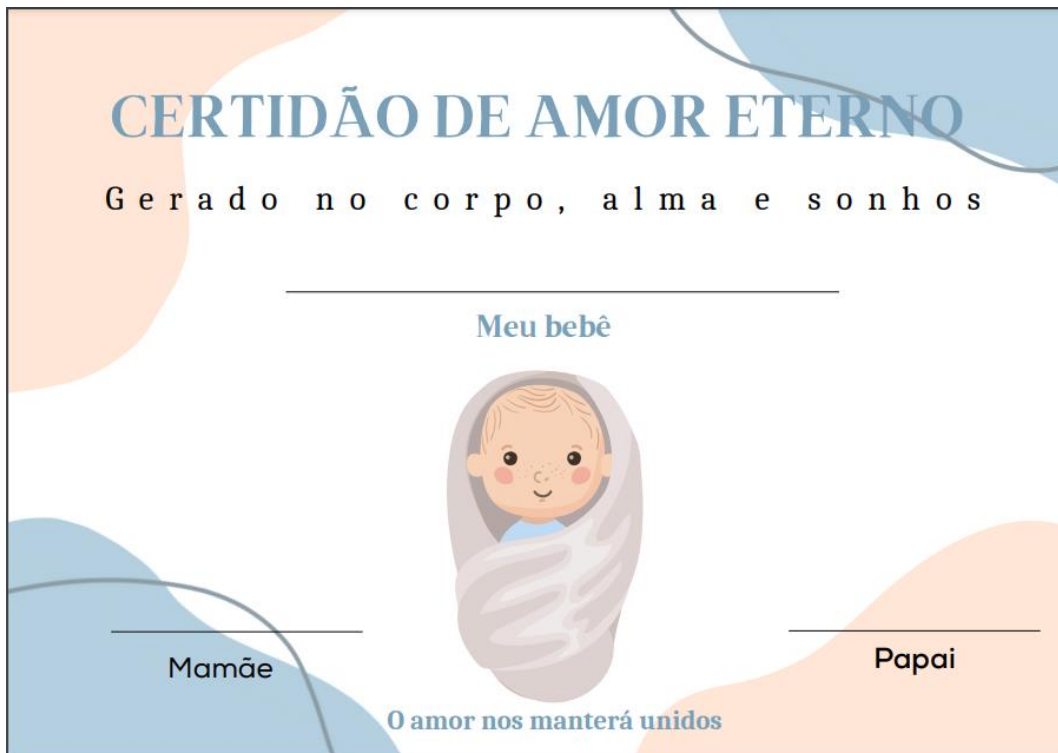 CERTIDÃO DE AMOR ETERNO
Gerado no corpo, alma e sonhos
Meu bebê
Mamãe
Papai
O amor nos manterá unidos